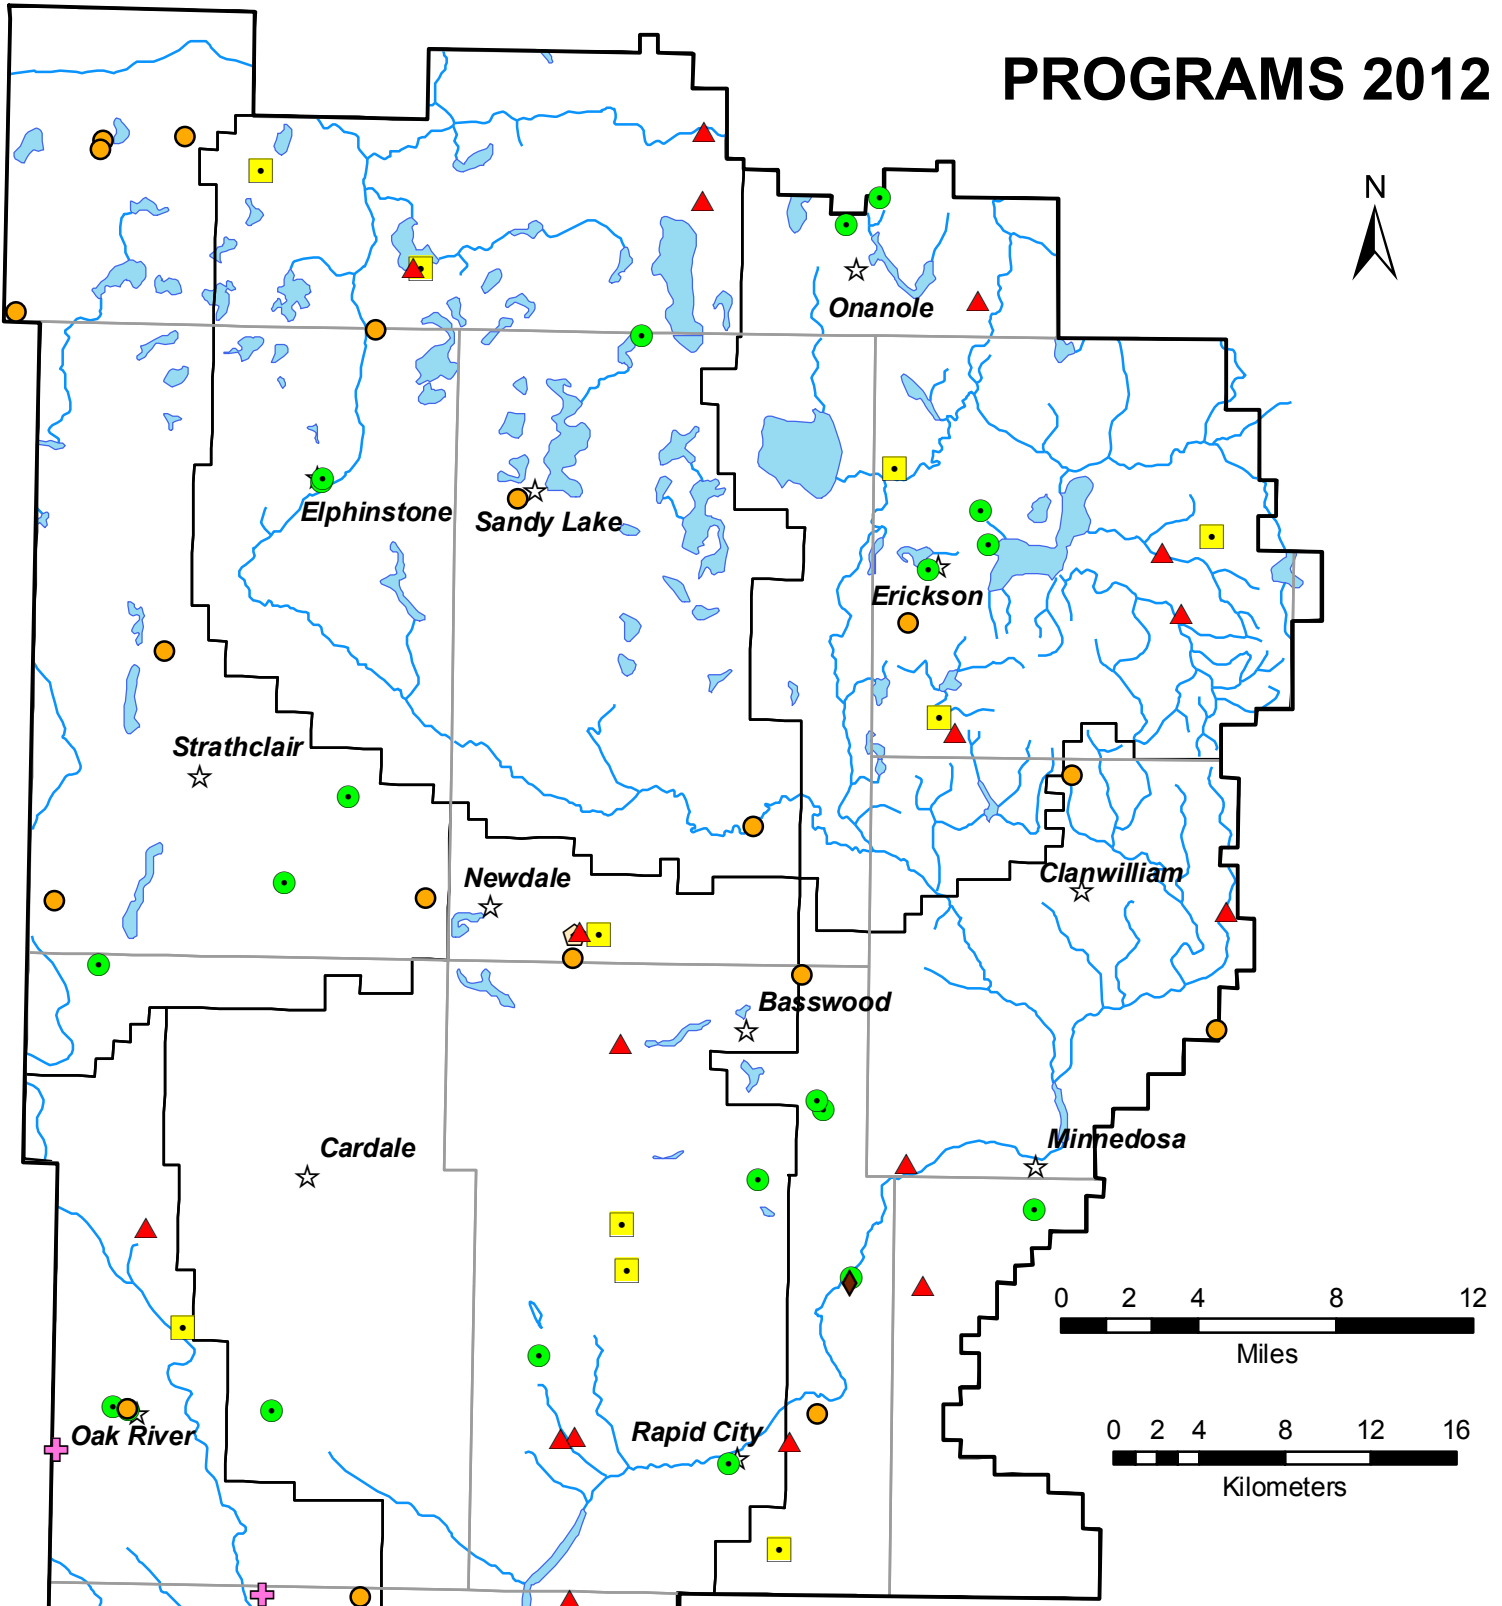 PROGRAMS 2012
N
Onanole
Elphinstone
Sandy Lake
Erickson
Strathclair
Clanwilliam
Newdale
Basswood
Minnedosa
Cardale
0 2 4 8 12
Miles
Oak River
Rapid City
0 2 4 8 12 16
Kilometers